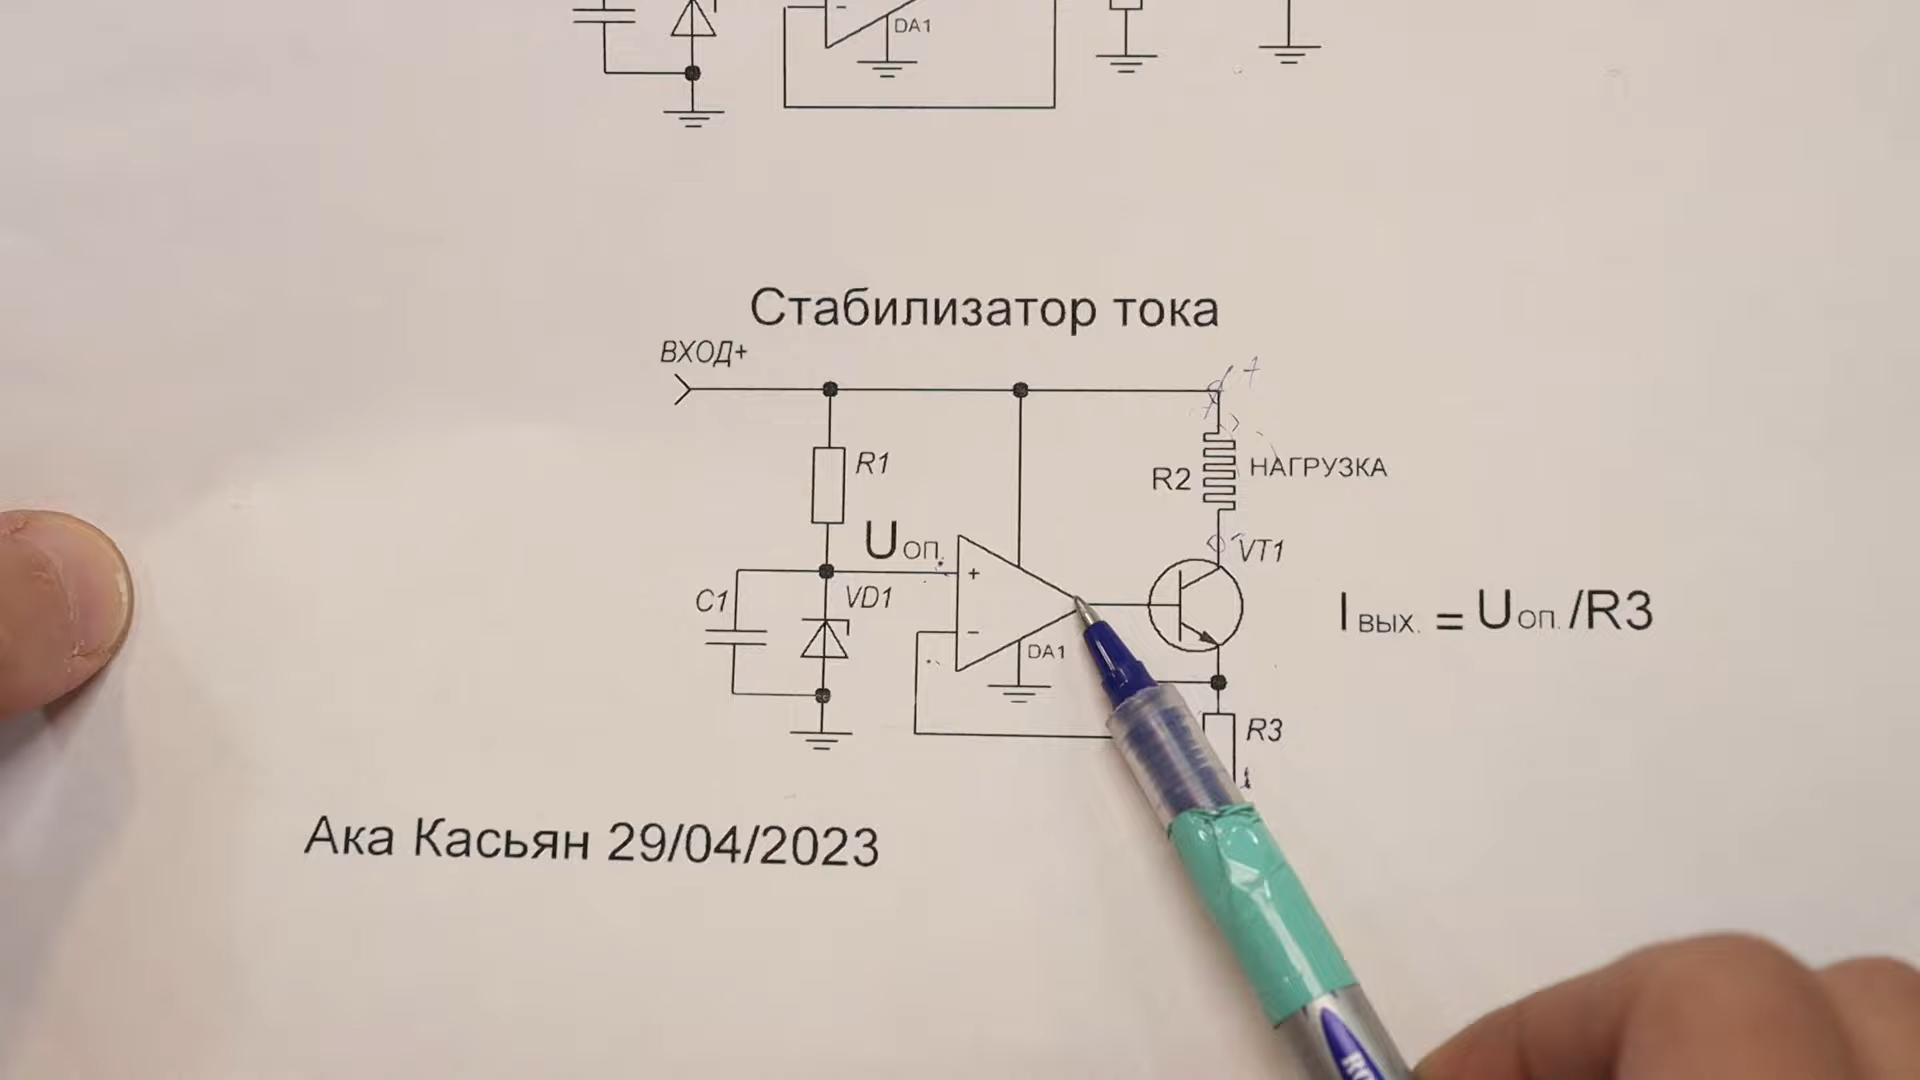 DA1
Стабилизатор тока
ВХОД+
R1
R2 НАГРУЗКА
Uоп.
VT1
C1
VD1
+
-
DA1
I вых. = Uоп. /R3
R3
Ака Касьян 29/04/2023